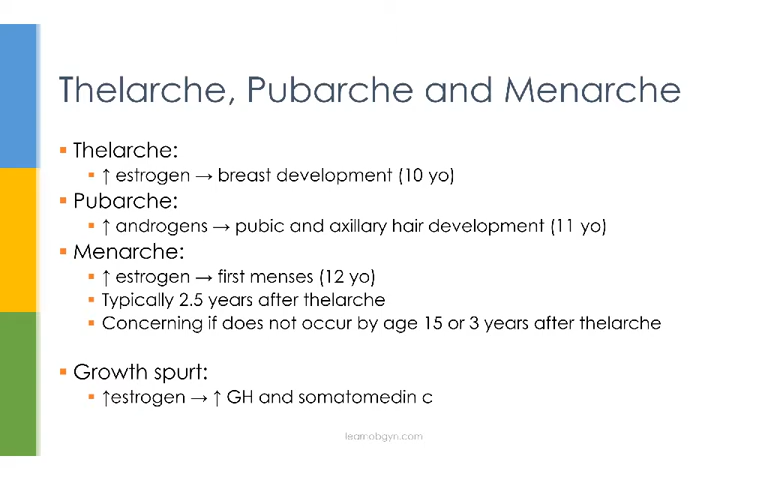 Thelarche, Pubarche and Menarche
▪ Thelarche:
▪ ↑ estrogen → breast development (10 yo)
▪ Pubarche:
▪ ↑ androgens → pubic and axillary hair development (11 yo)
▪ Menarche:
▪ ↑ estrogen → first menses (12 yo)
▪ Typically 2.5 years after thelarche
▪ Concerning if does not occur by age 15 or 3 years after thelarche
▪ Growth spurt:
▪ ↑estrogen → ↑ GH and somatomedin c
learnobgyn.com